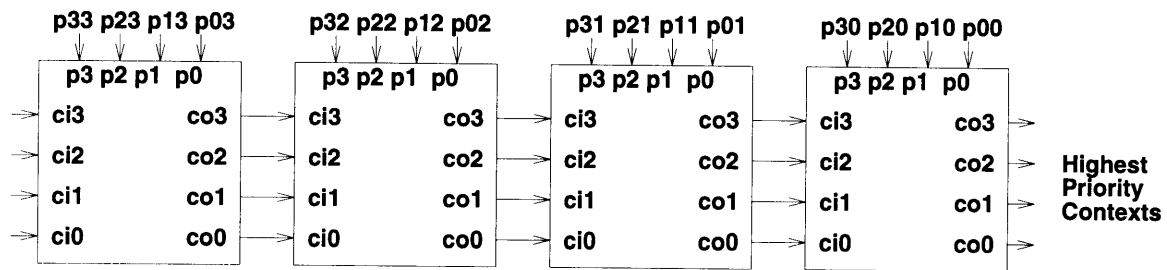 p33 p23 p13 p03 p32 p22 p12 p02 p31 p21 p11 p01 p30 p20 p10 p00
p3 p2 p1 p0 p3 p2 p1 p0 p3 p2 p1 p0 p3 p2 p1 p0
ci3 co3 ci3 co3 ci3 co3 ci3 co3
ci2 co2 ci2 co2 ci2 co2 ci2 co2 Highest
Priority
ci1 co1 ci1 co1 ci1 co1 ci1 co1 Contexts
ci0 co0 ci0 co0 ci0 co0 ci0 co0